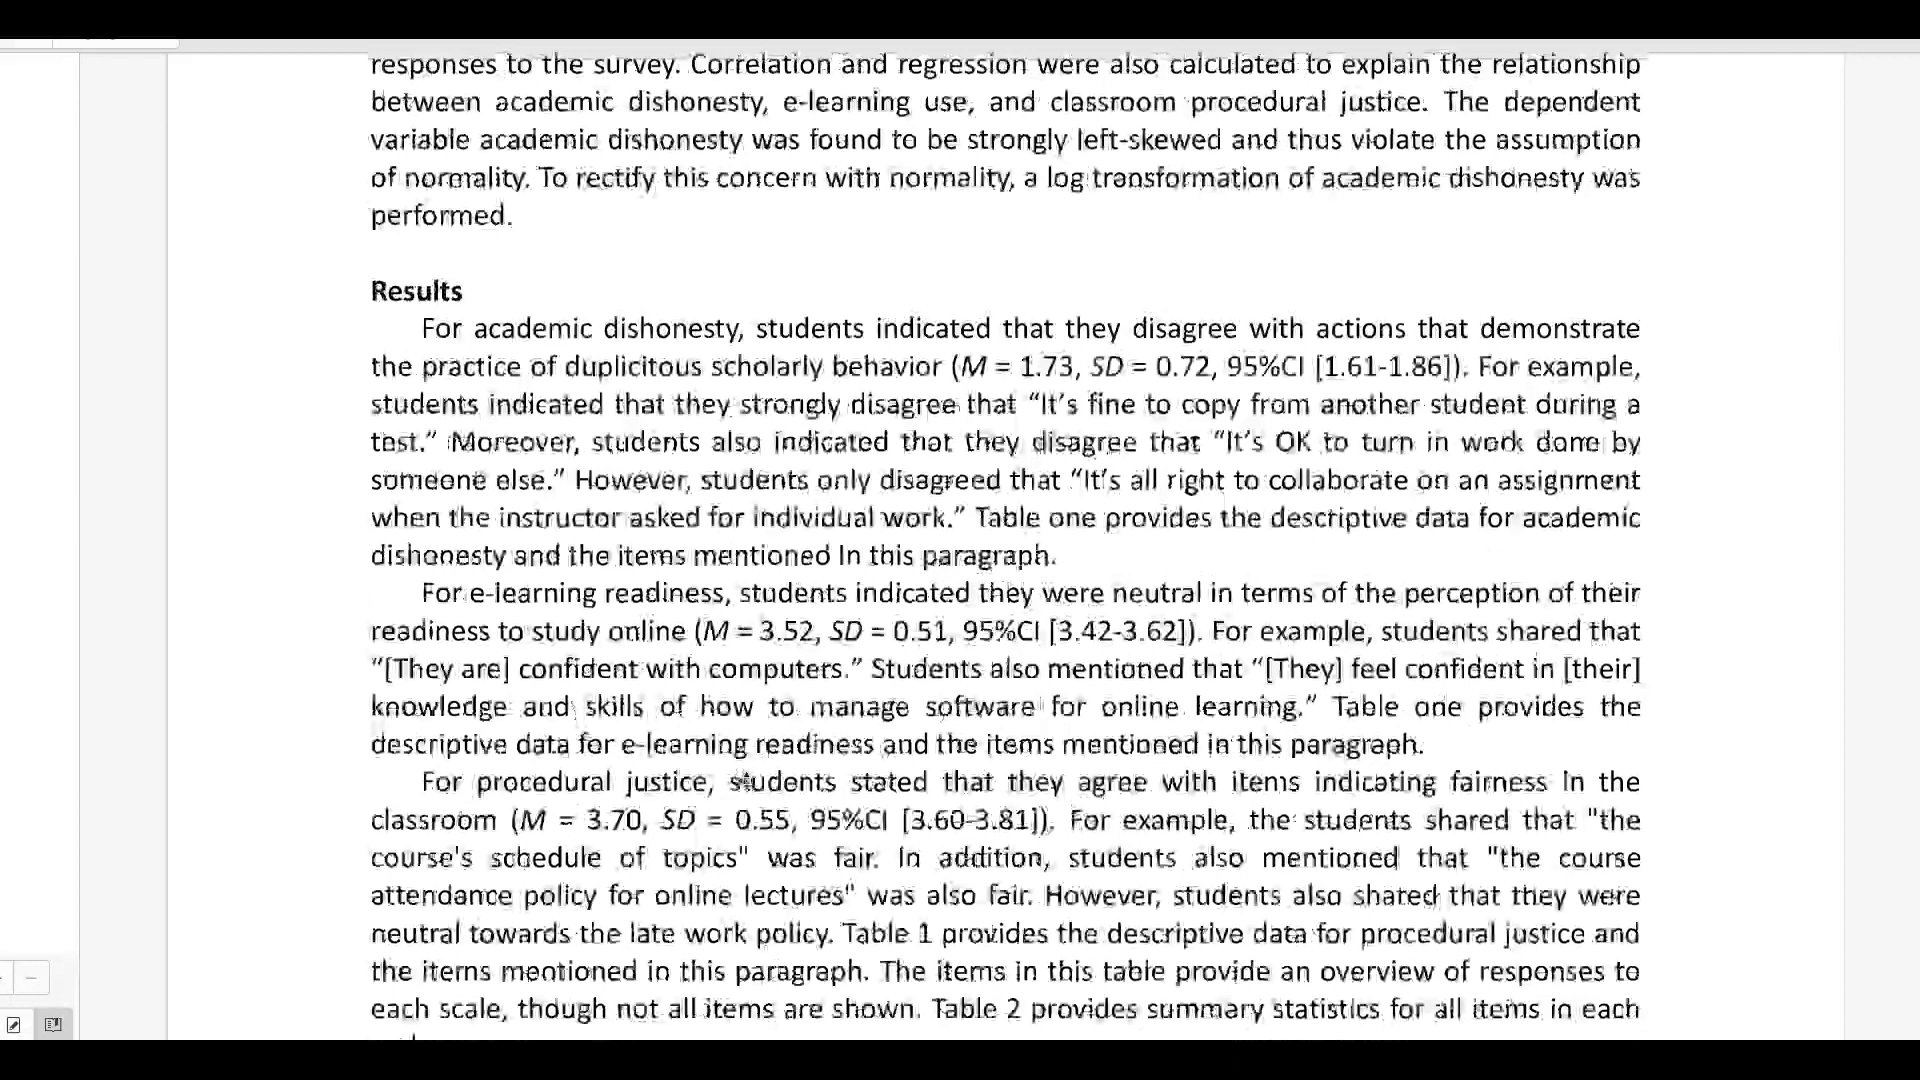 responses to the survey. Correlation and regression were also calculated to explain the relationship
between academic dishonesty, e-learning use, and classroom procedural justice. The dependent
variable academic dishonesty was found to be strongly left-skewed and thus violate the assumption
of normality. To rectify this concern with normality, a log transformation of academic dishonesty was
performed.
Results
For academic dishonesty, students indicated that they disagree with actions that demonstrate
the practice of duplicitous scholarly behavior (M = 1.73, SD = 0.72, 95%CI [1.61-1.86]). For example,
students indicated that they strongly disagree that “It’s fine to copy from another student during a
test.” Moreover, students also indicated that they disagree that “It’s OK to turn in work done by
someone else.” However, students only disagreed that “It’s all right to collaborate on an assignment
when the instructor asked for individual work.” Table one provides the descriptive data for academic
dishonesty and the items mentioned in this paragraph.
For e-learning readiness, students indicated they were neutral in terms of the perception of their
readiness to study online (M = 3.52, SD = 0.51, 95%CI [3.42-3.62]). For example, students shared that
“[They are] confident with computers.” Students also mentioned that “[They] feel confident in [their]
knowledge and skills of how to manage software for online learning.” Table one provides the
descriptive data for e-learning readiness and the items mentioned in this paragraph.
For procedural justice, students stated that they agree with items indicating fairness in the
classroom (M = 3.70, SD = 0.55, 95%CI [3.60-3.81]). For example, the students shared that "the
course's schedule of topics" was fair. In addition, students also mentioned that "the course
attendance policy for online lectures" was also fair. However, students also shared that they were
neutral towards the late work policy. Table 1 provides the descriptive data for procedural justice and
the items mentioned in this paragraph. The items in this table provide an overview of responses to
each scale, though not all items are shown. Table 2 provides summary statistics for all items in each